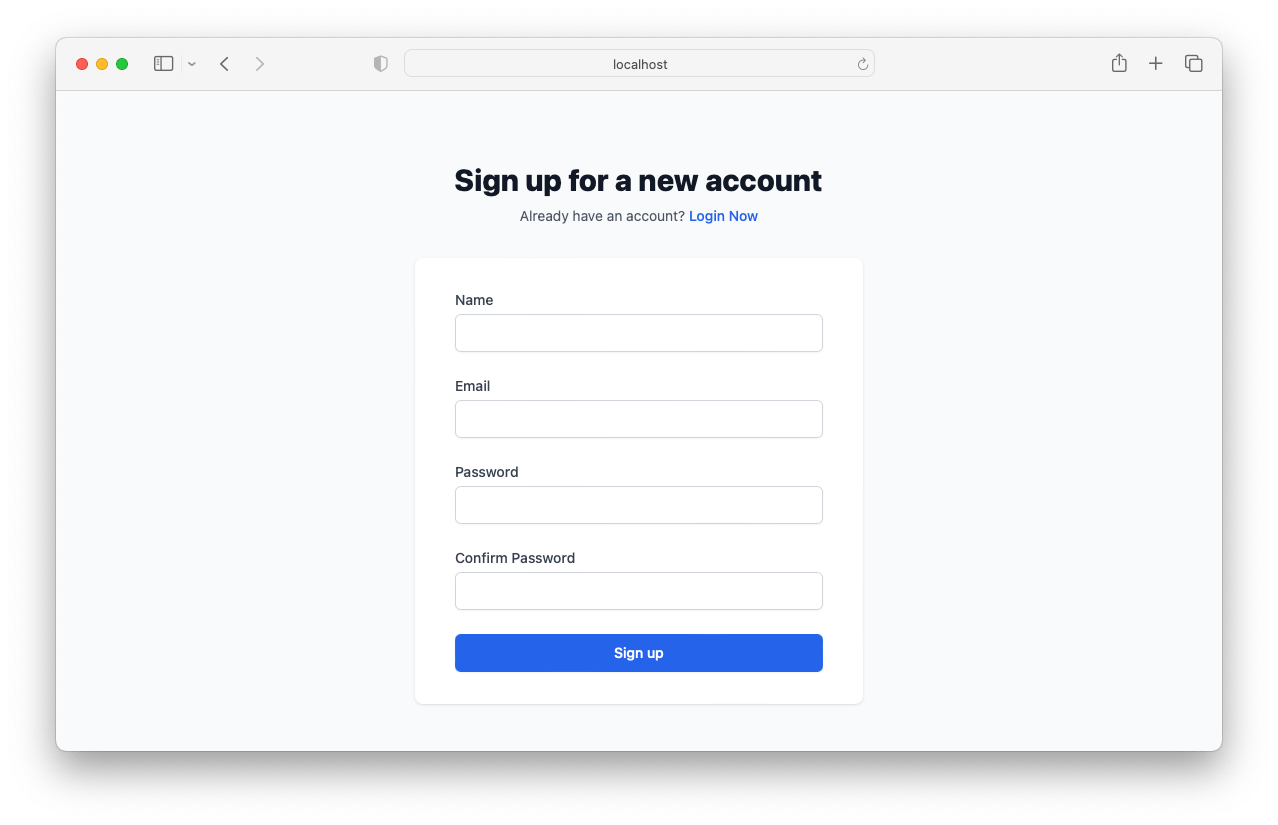 localhost
Sign up for a new account
Already have an account? Login Now
Name
Email
Password
Confirm Password
Sign up